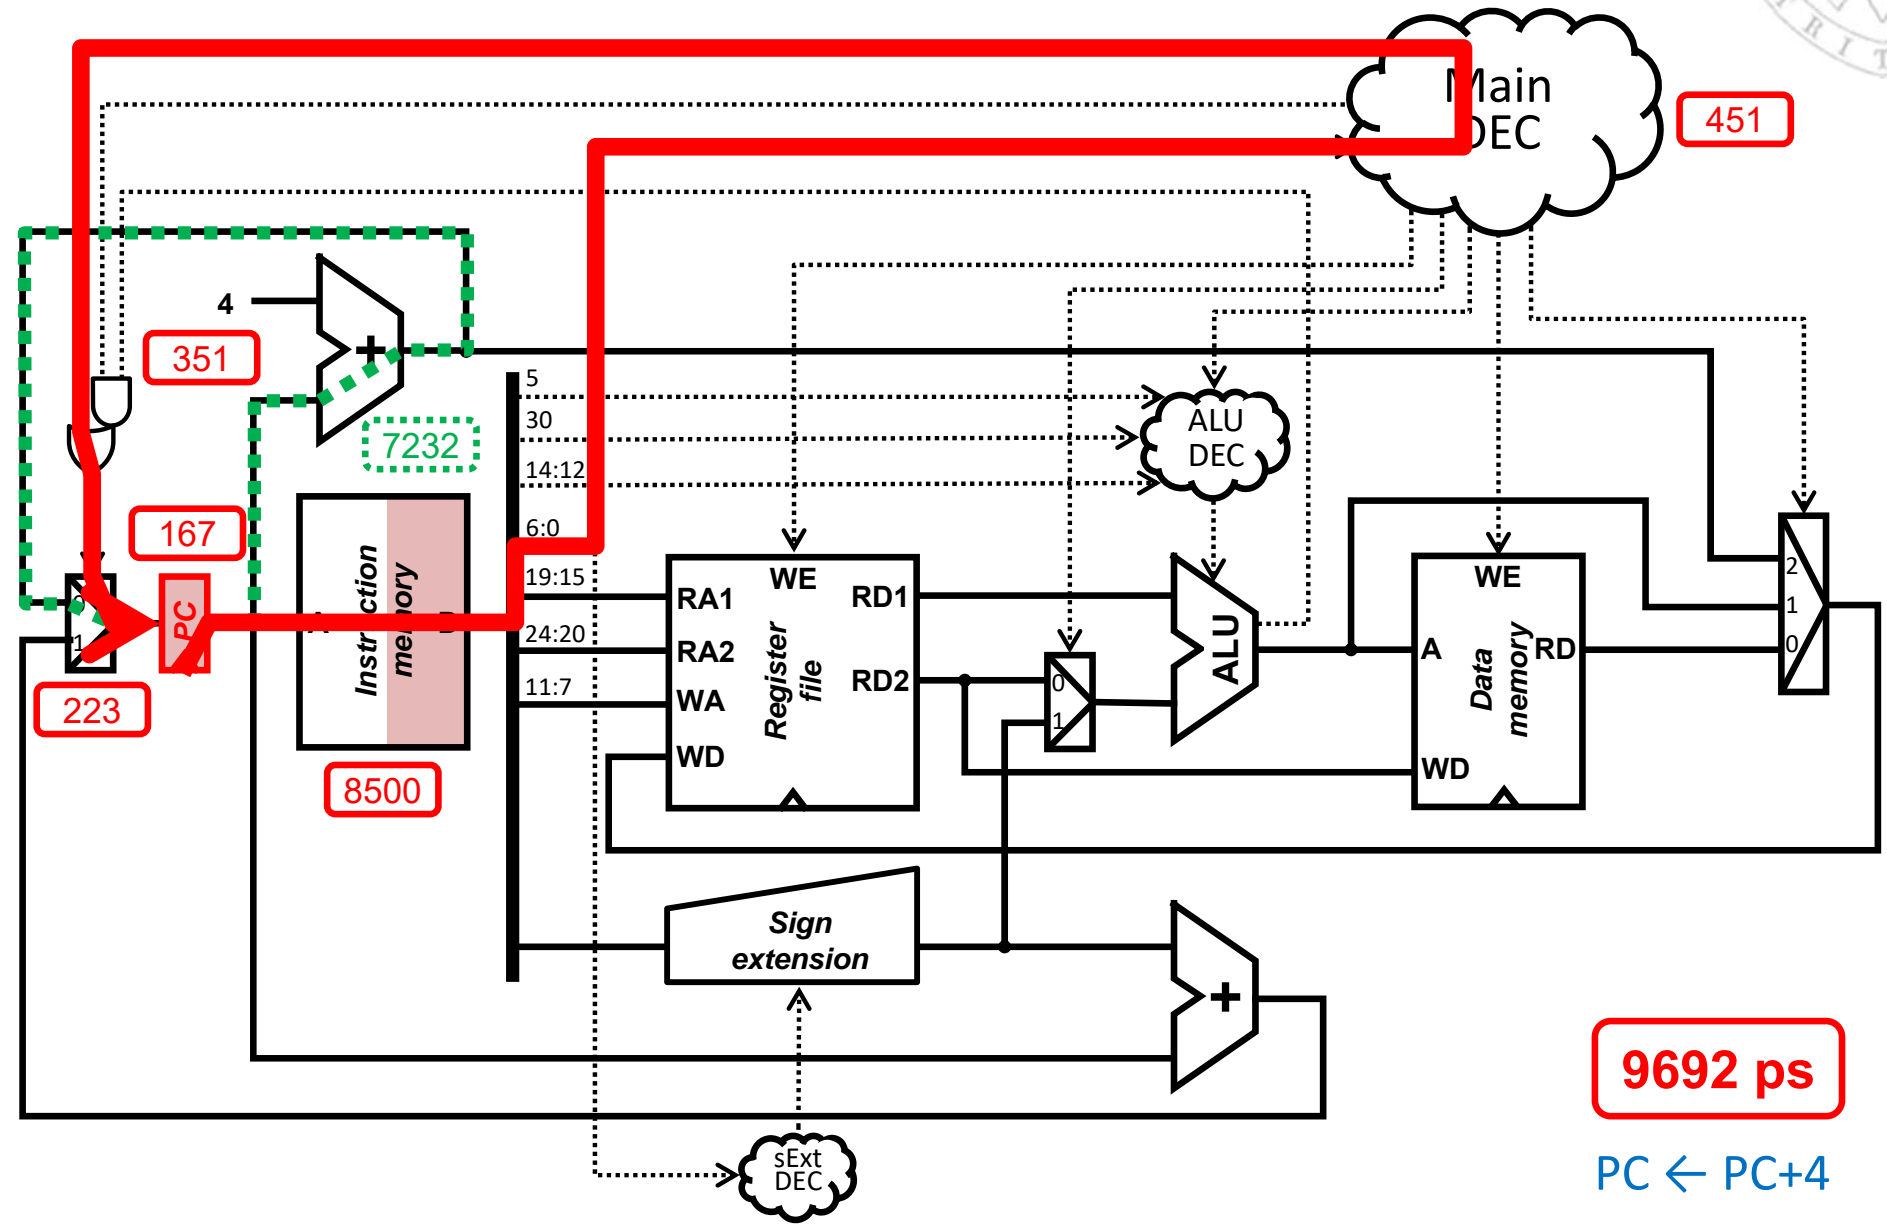 R I T
Main
DEC
451
4
+
351
7232
5
30
14:12
6:0
19:15
24:20
11:7
ALU
DEC
167
PC
223
0
1
Instruction
memory
8500
WE
RA1
RD1
RA2
RD2
WA
WD
Register
file
0
1
ALU
WE
A
RD
WD
Data
memory
2
1
0
Sign
extension
+
sExt
DEC
9692 ps
PC ← PC+4